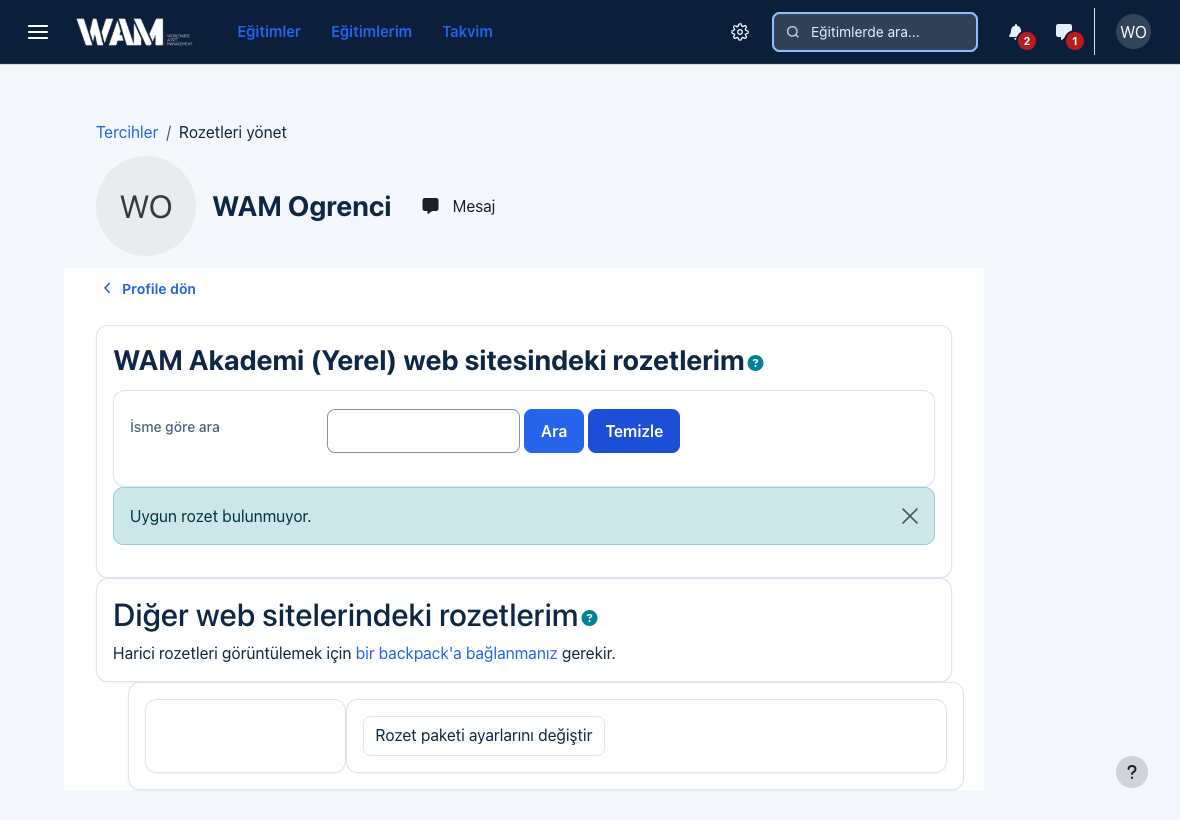 WAM
Eğitimler
Eğitimlerim
Takvim
Eğitimlerde ara...
2
1
WO
Tercihler / Rozetleri yönet
WO
WAM Ogrenci
Mesaj
Profile dön
WAM Akademi (Yerel) web sitesindeki rozetlerim
?
İsme göre ara
Ara
Temizle
Uygun rozet bulunmuyor.
Diğer web sitelerindeki rozetlerim
?
Harici rozetleri görüntülemek için bir backpack'a bağlanmanız gerekir.
Rozet paketi ayarlarını değiştir
?